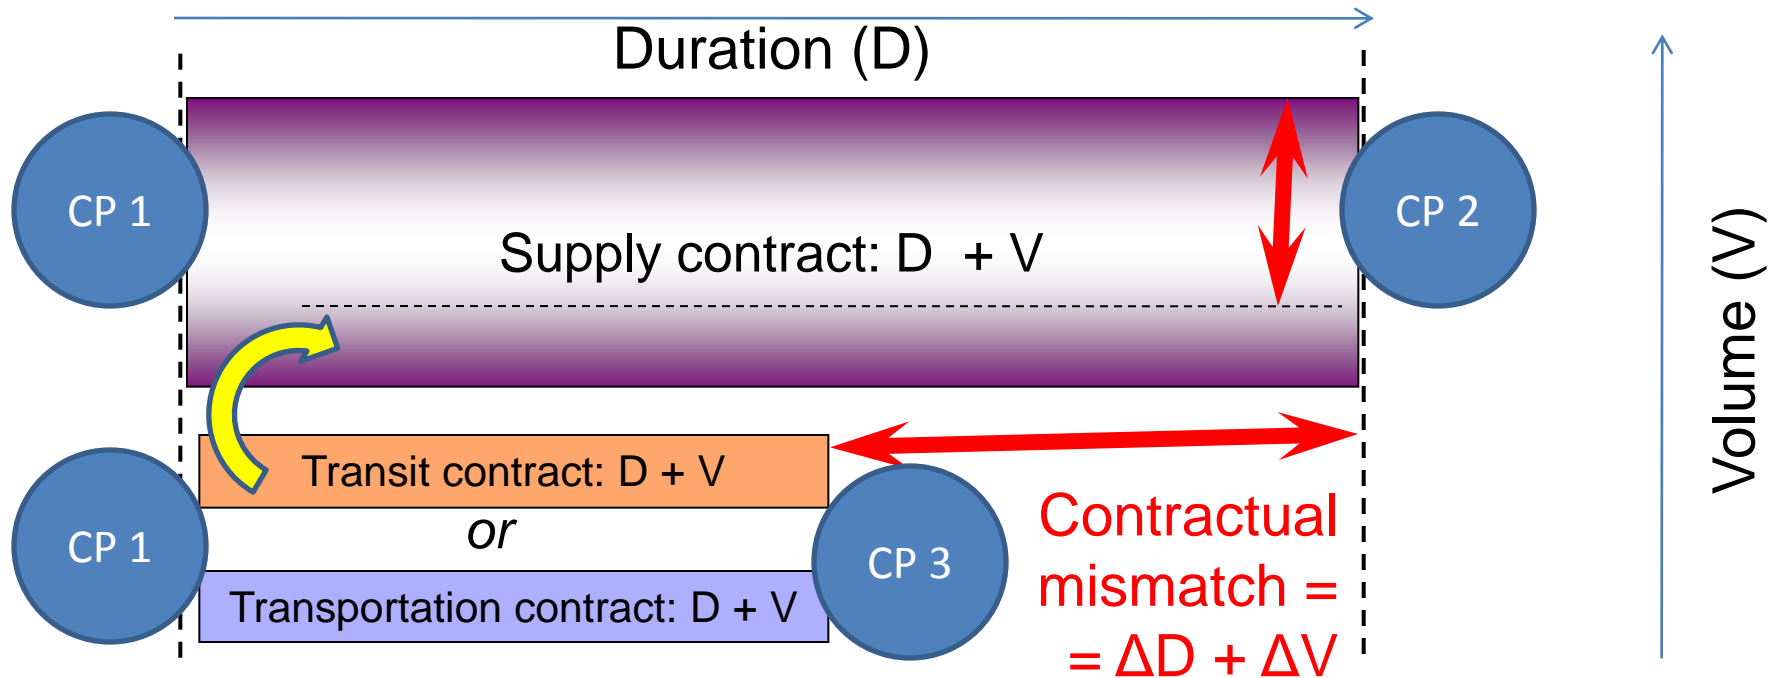 Duration (D)
CP 1
Supply contract: D + V
CP 2
Volume (V)
Transit contract: D + V
or
CP 1
CP 3
Transportation contract: D + V
Contractual
mismatch =
= ΔD + ΔV